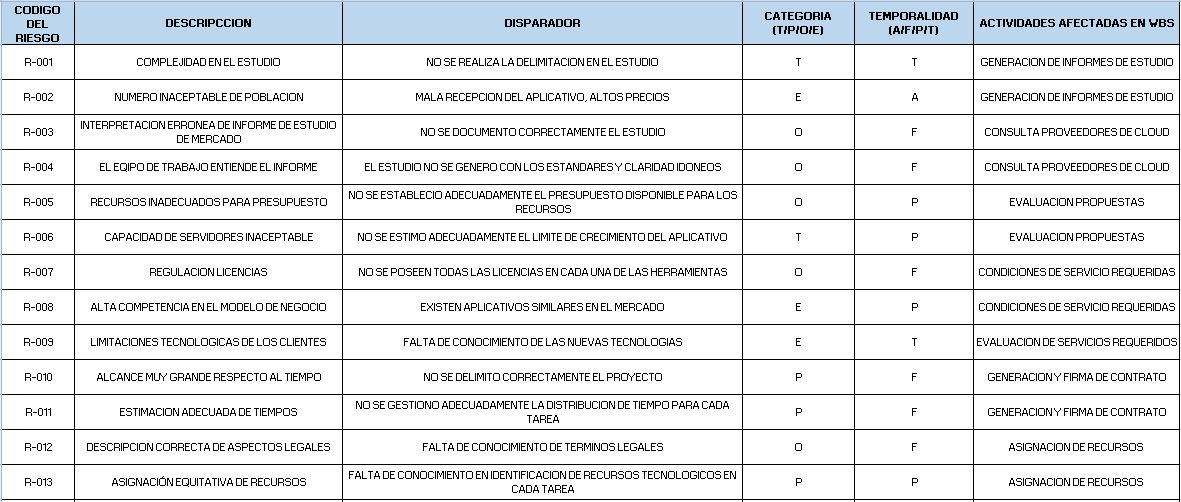 CODIGO DEL RIESGO DESCRIPCCION DISPARADOR CATEGORIA (T/P/O/E) TEMPORALIDAD (A/F/P/T) ACTIVIDADES AFECTADAS EN WBS
R-001 COMPLEJIDAD EN EL ESTUDIO NO SE REALIZA LA DELIMITACION EN EL ESTUDIO T T GENERACION DE INFORMES DE ESTUDIO
R-002 NUMERO INACEPTABLE DE POBLACION MALA RECEPCION DEL APLICATIVO, ALTOS PRECIOS E A GENERACION DE INFORMES DE ESTUDIO
R-003 INTERPRETACION ERRONEA DE INFORME DE ESTUDIO DE MERCADO NO SE DOCUMENTO CORRECTAMENTE EL ESTUDIO O F CONSULTA PROVEEDORES DE CLOUD
R-004 EL EQIPO DE TRABAJO ENTIENDE EL INFORME EL ESTUDIO NO SE GENERO CON LOS ESTANDARES Y CLARIDAD IDONEOS O F CONSULTA PROVEEDORES DE CLOUD
R-005 RECURSOS INADECUADOS PARA PRESUPUESTO NO SE ESTABLECIO ADECUADAMENTE EL PRESUPUESTO DISPONIBLE PARA LOS RECURSOS O P EVALUACION PROPUESTAS
R-006 CAPACIDAD DE SERVIDORES INACEPTABLE NO SE ESTIMO ADECUADAMENTE EL LIMITE DE CRECIMIENTO DEL APLICATIVO T P EVALUACION PROPUESTAS
R-007 REGULACION LICENCIAS NO SE POSEEN TODAS LAS LICENCIAS EN CADA UNA DE LAS HERRAMIENTAS O F CONDICIONES DE SERVICIO REQUERIDAS
R-008 ALTA COMPETENCIA EN EL MODELO DE NEGOCIO EXISTEN APLICATIVOS SIMILARES EN EL MERCADO E P CONDICIONES DE SERVICIO REQUERIDAS
R-009 LIMITACIONES TECNOLOGICAS DE LOS CLIENTES FALTA DE CONOCIMIENTO DE LAS NUEVAS TECNOLOGIAS E T EVALUACION DE SERVICIOS REQUERIDOS
R-010 ALCANCE MUY GRANDE RESPECTO AL TIEMPO NO SE DELIMITO CORRECTAMENTE EL PROYECTO P F GENERACION Y FIRMA DE CONTRATO
R-011 ESTIMACION ADECUADA DE TIEMPOS NO SE GESTIONO ADECUADAMENTE LA DISTRIBUCION DE TIEMPO PARA CADA TAREA P F GENERACION Y FIRMA DE CONTRATO
R-012 DESCRIPCION CORRECTA DE ASPECTOS LEGALES FALTA DE CONOCIMIENTO DE TERMINOS LEGALES O F ASIGNACION DE RECURSOS
R-013 ASIGNACIÓN EQUITATIVA DE RECURSOS FALTA DE CONOCIMIENTO EN IDENTIFICACION DE RECURSOS TECNOLOGICOS EN CADA TAREA P P ASIGNACION DE RECURSOS